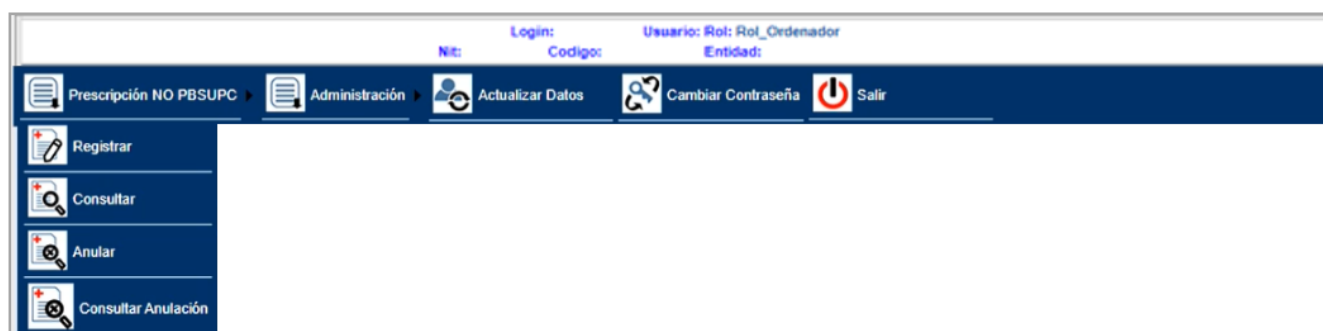 Login: Usuario: Rol: Rol_Ordenador
Nit: Codigo: Entidad:
Prescripción NO PBSUPC Administración Actualizar Datos Cambiar Contraseña Salir
Registrar
Consultar
Anular
Consultar Anulación